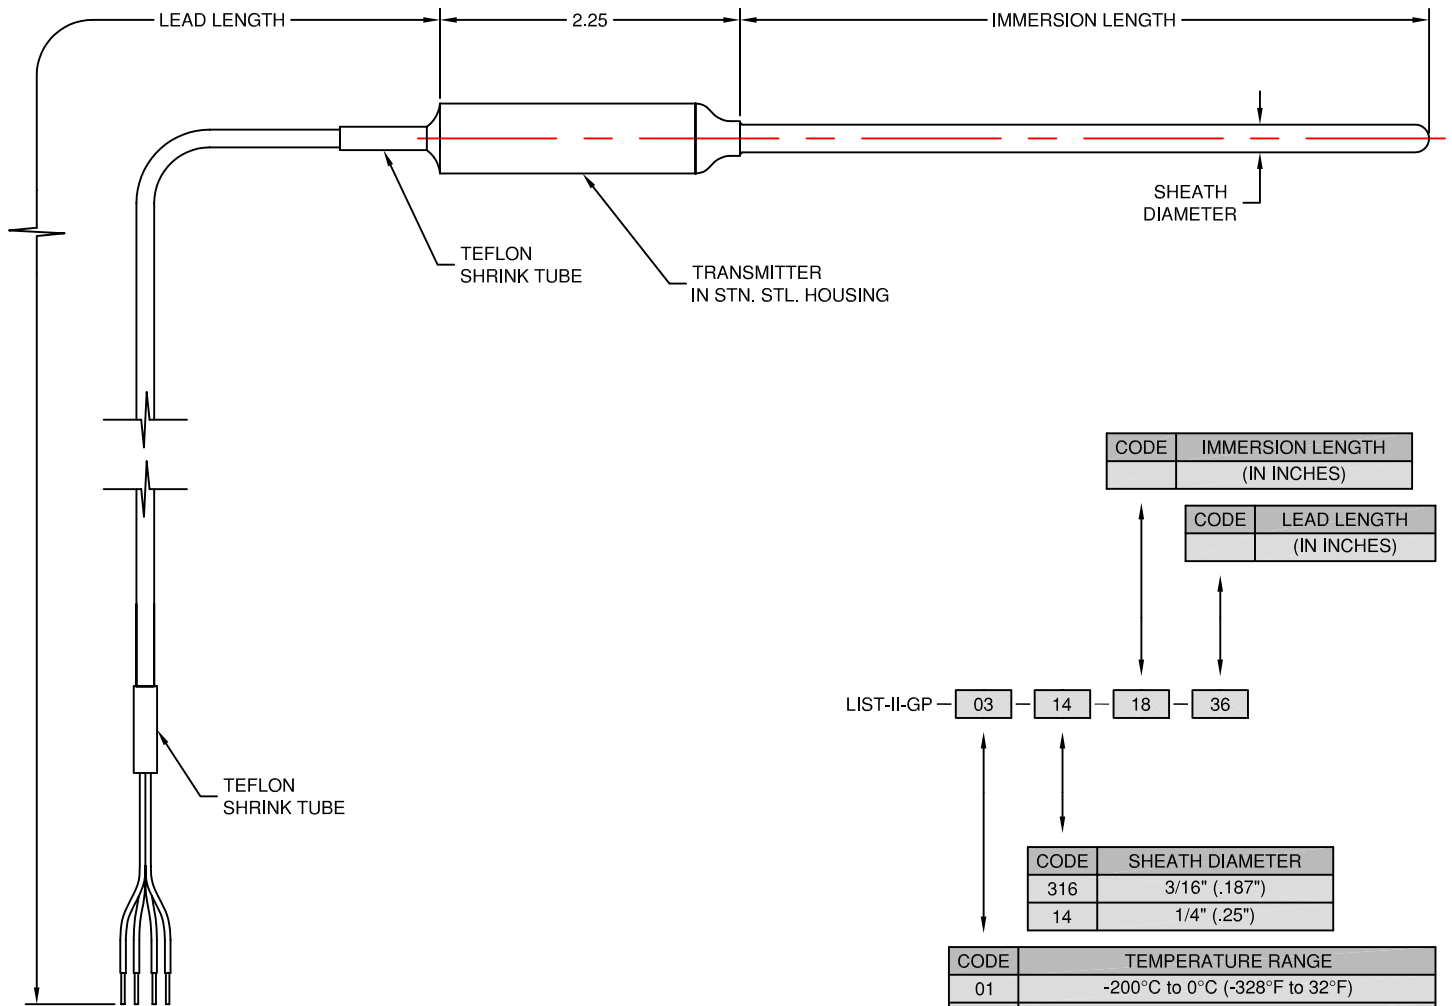 LEAD LENGTH
2.25
IMMERSION LENGTH
SHEATH
DIAMETER
TEFLON
SHRINK TUBE
TRANSMITTER
IN STN. STL. HOUSING
CODE IMMERSION LENGTH
(IN INCHES)
CODE LEAD LENGTH
(IN INCHES)
LIST-II-GP – 03 – 14 – 18 – 36
TEFLON
SHRINK TUBE
CODE SHEATH DIAMETER
316 3/16" (.187")
14 1/4" (.25")
CODE TEMPERATURE RANGE
01 -200°C to 0°C (-328°F to 32°F)